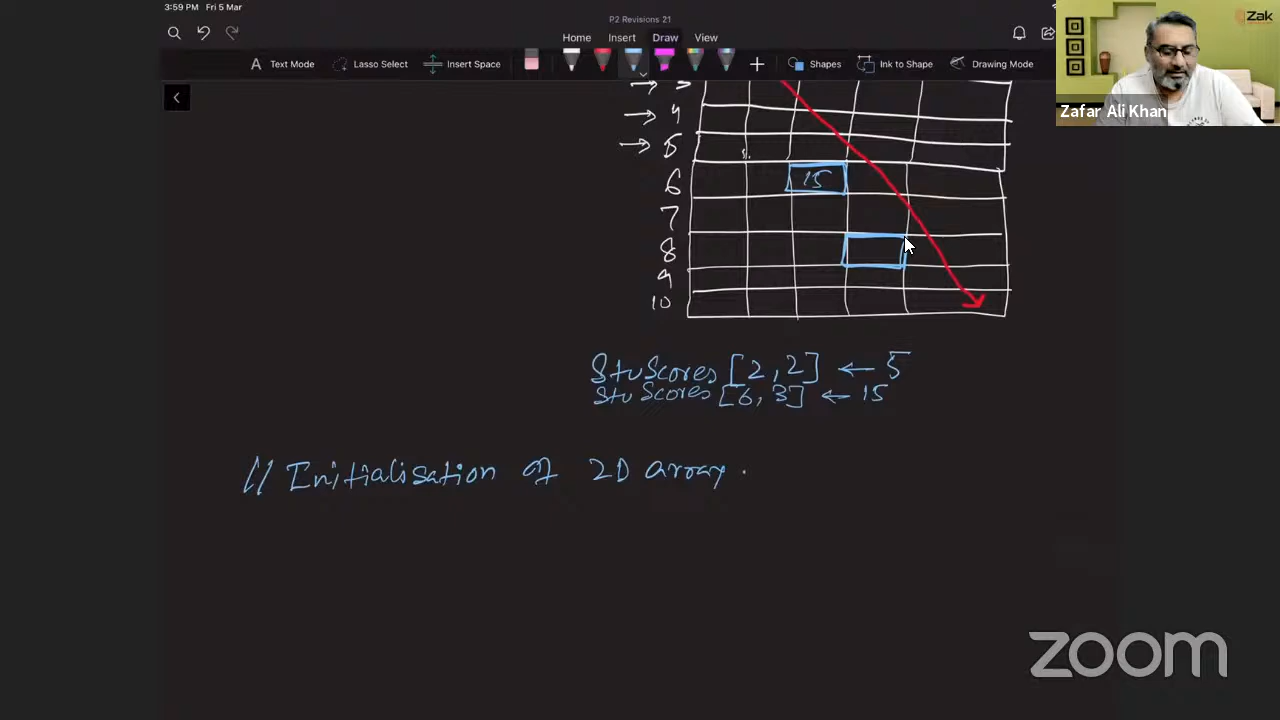 3:59 PM Fri 5 Mar
P2 Revisions 21
Home Insert Draw View
Text Mode Lasso Select Insert Space Shapes Ink to Shape Drawing Mode
Zak
Zafar Ali Khan
4
5
6 15
7
8
9
10
StuScores [2,2] ← 5
StuScores [6,3] ← 15
// Initialisation of 2D array.
zoom